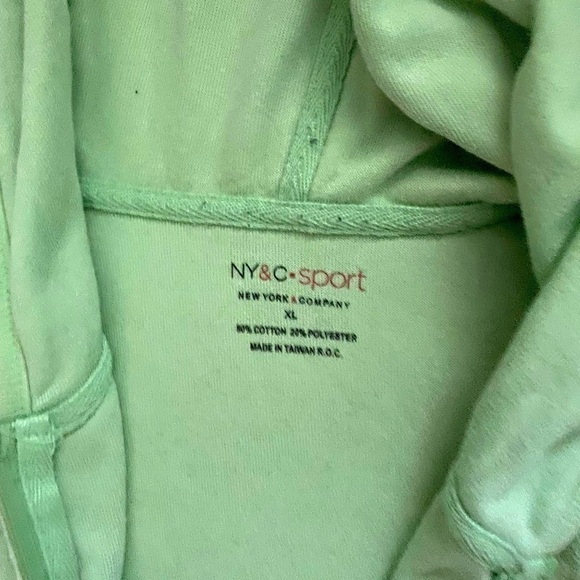 NY&C•sport
NEW YORK & COMPANY
XL
80% COTTON 20% POLYESTER
MADE IN TAIWAN R.O.C.